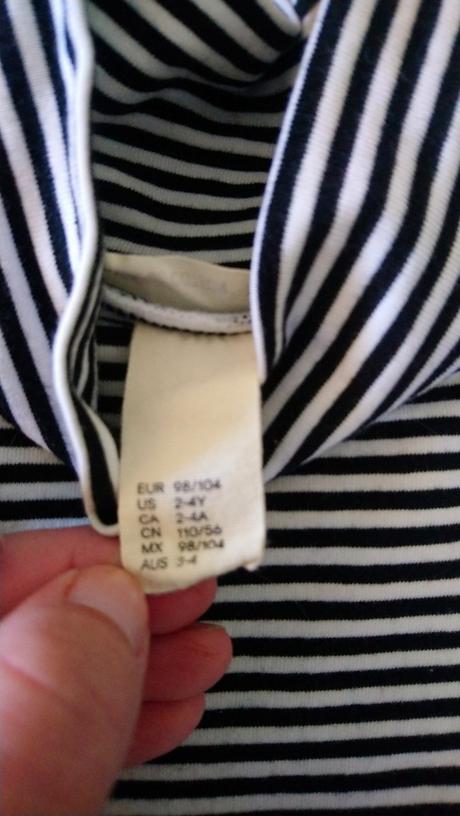 EUR 98/104
US 2-4Y
CA 2-4A
CN 110/56
MX 98/104
AUS 3-4